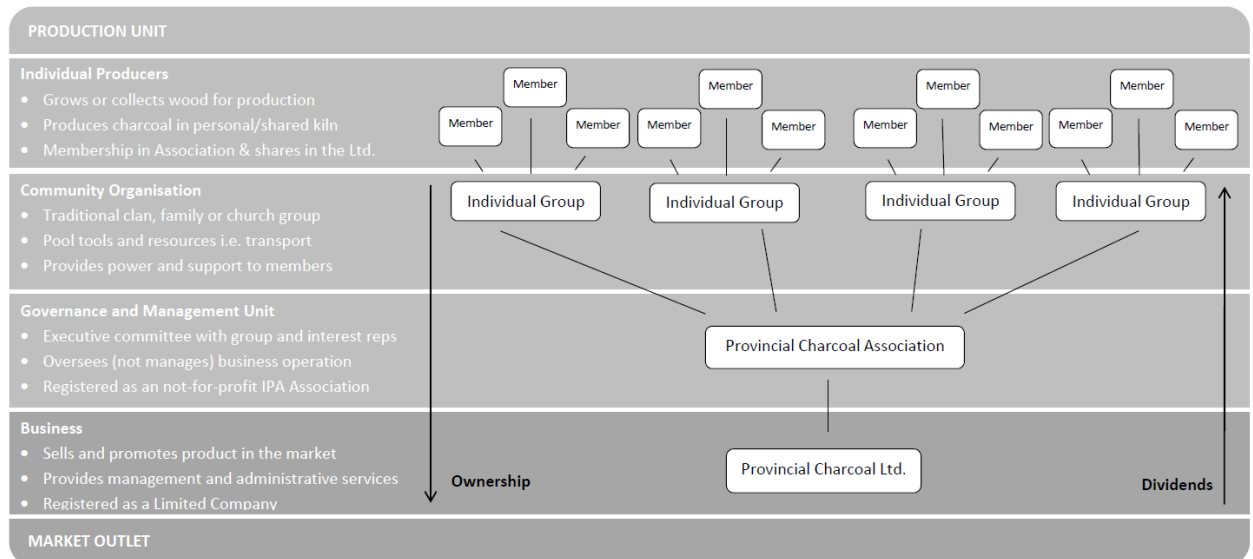 PRODUCTION UNIT
Individual Producers
• Grows or collects wood for production
• Produces charcoal in personal/shared kiln
• Membership in Association & shares in the Ltd.
Member
Member
Member
Member
Member
Member
Member
Member
Member
Member
Member
Member
Community Organisation
• Traditional clan, family or church group
• Pool tools and resources i.e. transport
• Provides power and support to members
Individual Group
Individual Group
Individual Group
Individual Group
Governance and Management Unit
• Executive committee with group and interest reps
• Oversees (not manages) business operation
• Registered as an not-for-profit IPA Association
Provincial Charcoal Association
Business
• Sells and promotes product in the market
• Provides management and administrative services
• Registered as a Limited Company
Provincial Charcoal Ltd.
Ownership
Dividends
MARKET OUTLET